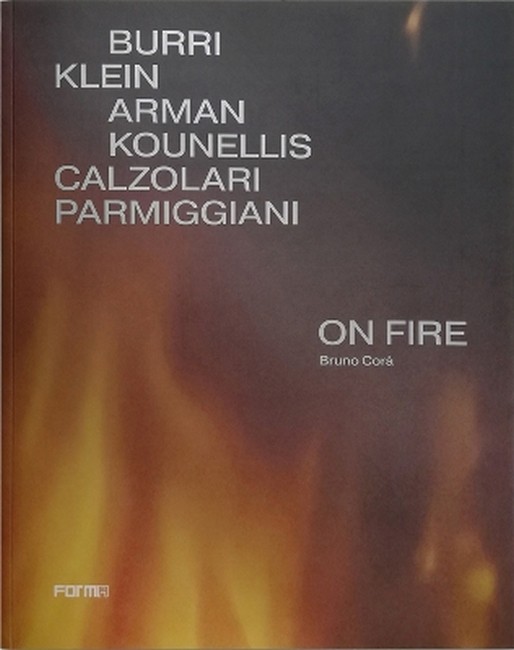 BURRI
KLEIN
ARMAN
KOUNELLIS
CALZOLARI
PARMIGGIANI
ON FIRE
Bruno Corà
FORMA